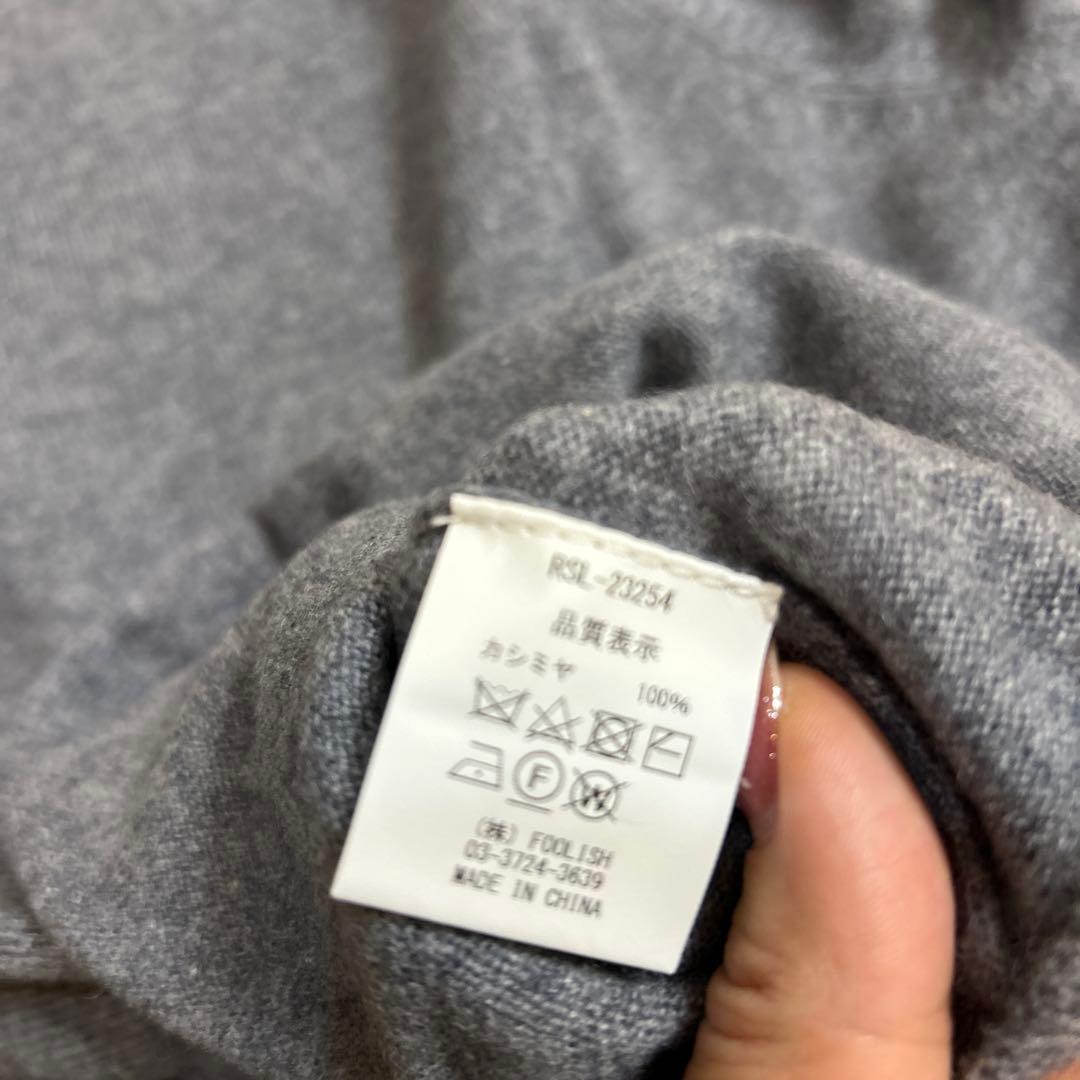 RSL-23254
品質表示
カシミヤ 100%
F W
(株) FOOLISH
03-3724-3639
MADE IN CHINA